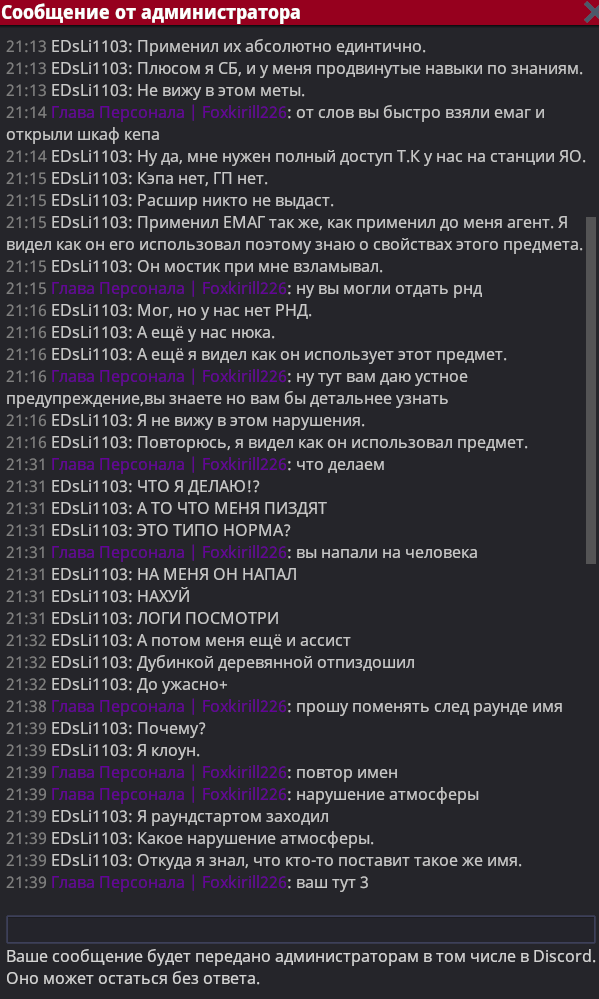 Сообщение от администратора
21:13 EDsLi1103: Применил их абсолютно единтично.
21:13 EDsLi1103: Плюсом я СБ, и у меня продвинутые навыки по знаниям.
21:13 EDsLi1103: Не вижу в этом меты.
21:14 Глава Персонала | Foxkirill226: от слов вы быстро взяли емаг и
открыли шкаф кепа
21:14 EDsLi1103: Ну да, мне нужен полный доступ Т.К у нас на станции ЯО.
21:15 EDsLi1103: Кэпа нет, ГП нет.
21:15 EDsLi1103: Расшир никто не выдаст.
21:15 EDsLi1103: Применил ЕМАГ так же, как применил до меня агент. Я
видел как он его использовал поэтому знаю о свойствах этого предмета.
21:15 EDsLi1103: Он мостик при мне взламывал.
21:15 Глава Персонала | Foxkirill226: ну вы могли отдать рнд
21:16 EDsLi1103: Мог, но у нас нет РНД.
21:16 EDsLi1103: А ещё у нас нюка.
21:16 EDsLi1103: А ещё я видел как он использует этот предмет.
21:16 Глава Персонала | Foxkirill226: ну тут вам даю устное
предупреждение,вы знаете но вам бы детальнее узнать
21:16 EDsLi1103: Я не вижу в этом нарушения.
21:16 EDsLi1103: Повторюсь, я видел как он использовал предмет.
21:31 Глава Персонала | Foxkirill226: что делаем
21:31 EDsLi1103: ЧТО Я ДЕЛАЮ!?
21:31 EDsLi1103: А ТО ЧТО МЕНЯ ПИЗДЯТ
21:31 EDsLi1103: ЭТО ТИПО НОРМА?
21:31 Глава Персонала | Foxkirill226: вы напали на человека
21:31 EDsLi1103: НА МЕНЯ ОН НАПАЛ
21:31 EDsLi1103: НАХУЙ
21:31 EDsLi1103: ЛОГИ ПОСМОТРИ
21:32 EDsLi1103: А потом меня ещё и ассист
21:32 EDsLi1103: Дубинкой деревянной отпиздошил
21:32 EDsLi1103: До ужасно+
21:38 Глава Персонала | Foxkirill226: прошу поменять след раунде имя
21:39 EDsLi1103: Почему?
21:39 EDsLi1103: Я клоун.
21:39 Глава Персонала | Foxkirill226: повтор имен
21:39 Глава Персонала | Foxkirill226: нарушение атмосферы
21:39 EDsLi1103: Я раундстартом заходил
21:39 EDsLi1103: Какое нарушение атмосферы.
21:39 EDsLi1103: Откуда я знал, что кто-то поставит такое же имя.
21:39 Глава Персонала | Foxkirill226: ваш тут 3
Ваше сообщение будет передано администраторам в том числе в Discord.
Оно может остаться без ответа.